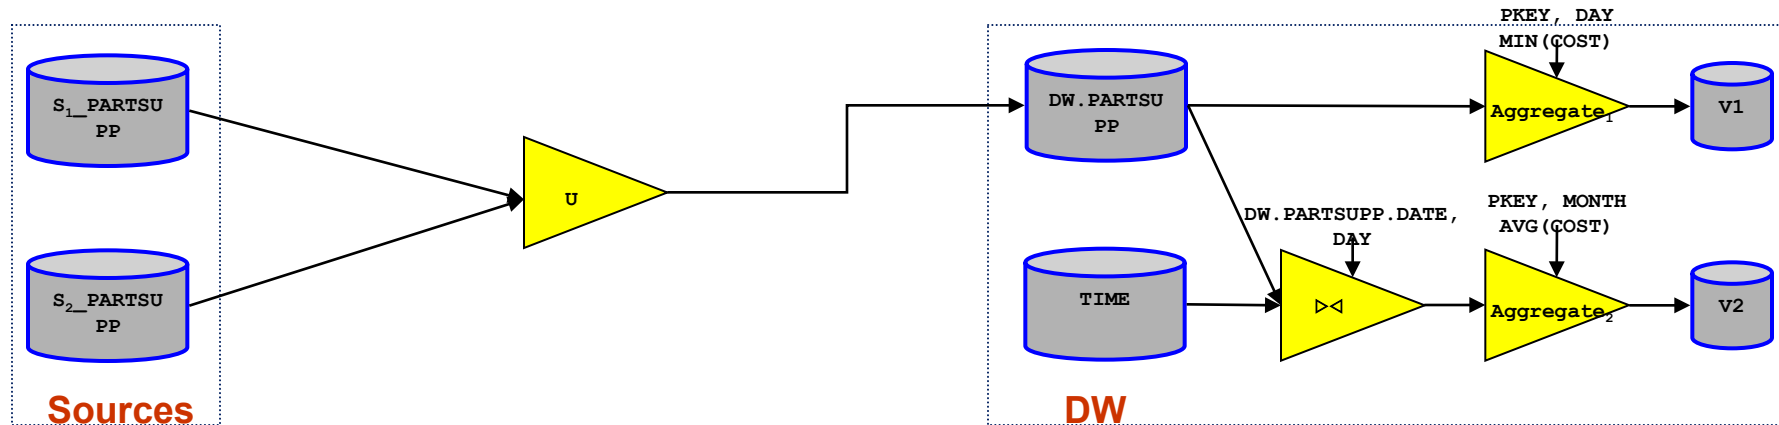 PKEY, DAY
MIN(COST)
S1_PARTSU
PP
DW.PARTSU
PP
Aggregate1
V1
U
PKEY, MONTH
AVG(COST)
DW.PARTSUPP.DATE,
DAY
S2_PARTSU
PP
TIME
⋈
Aggregate2
V2
Sources
DW